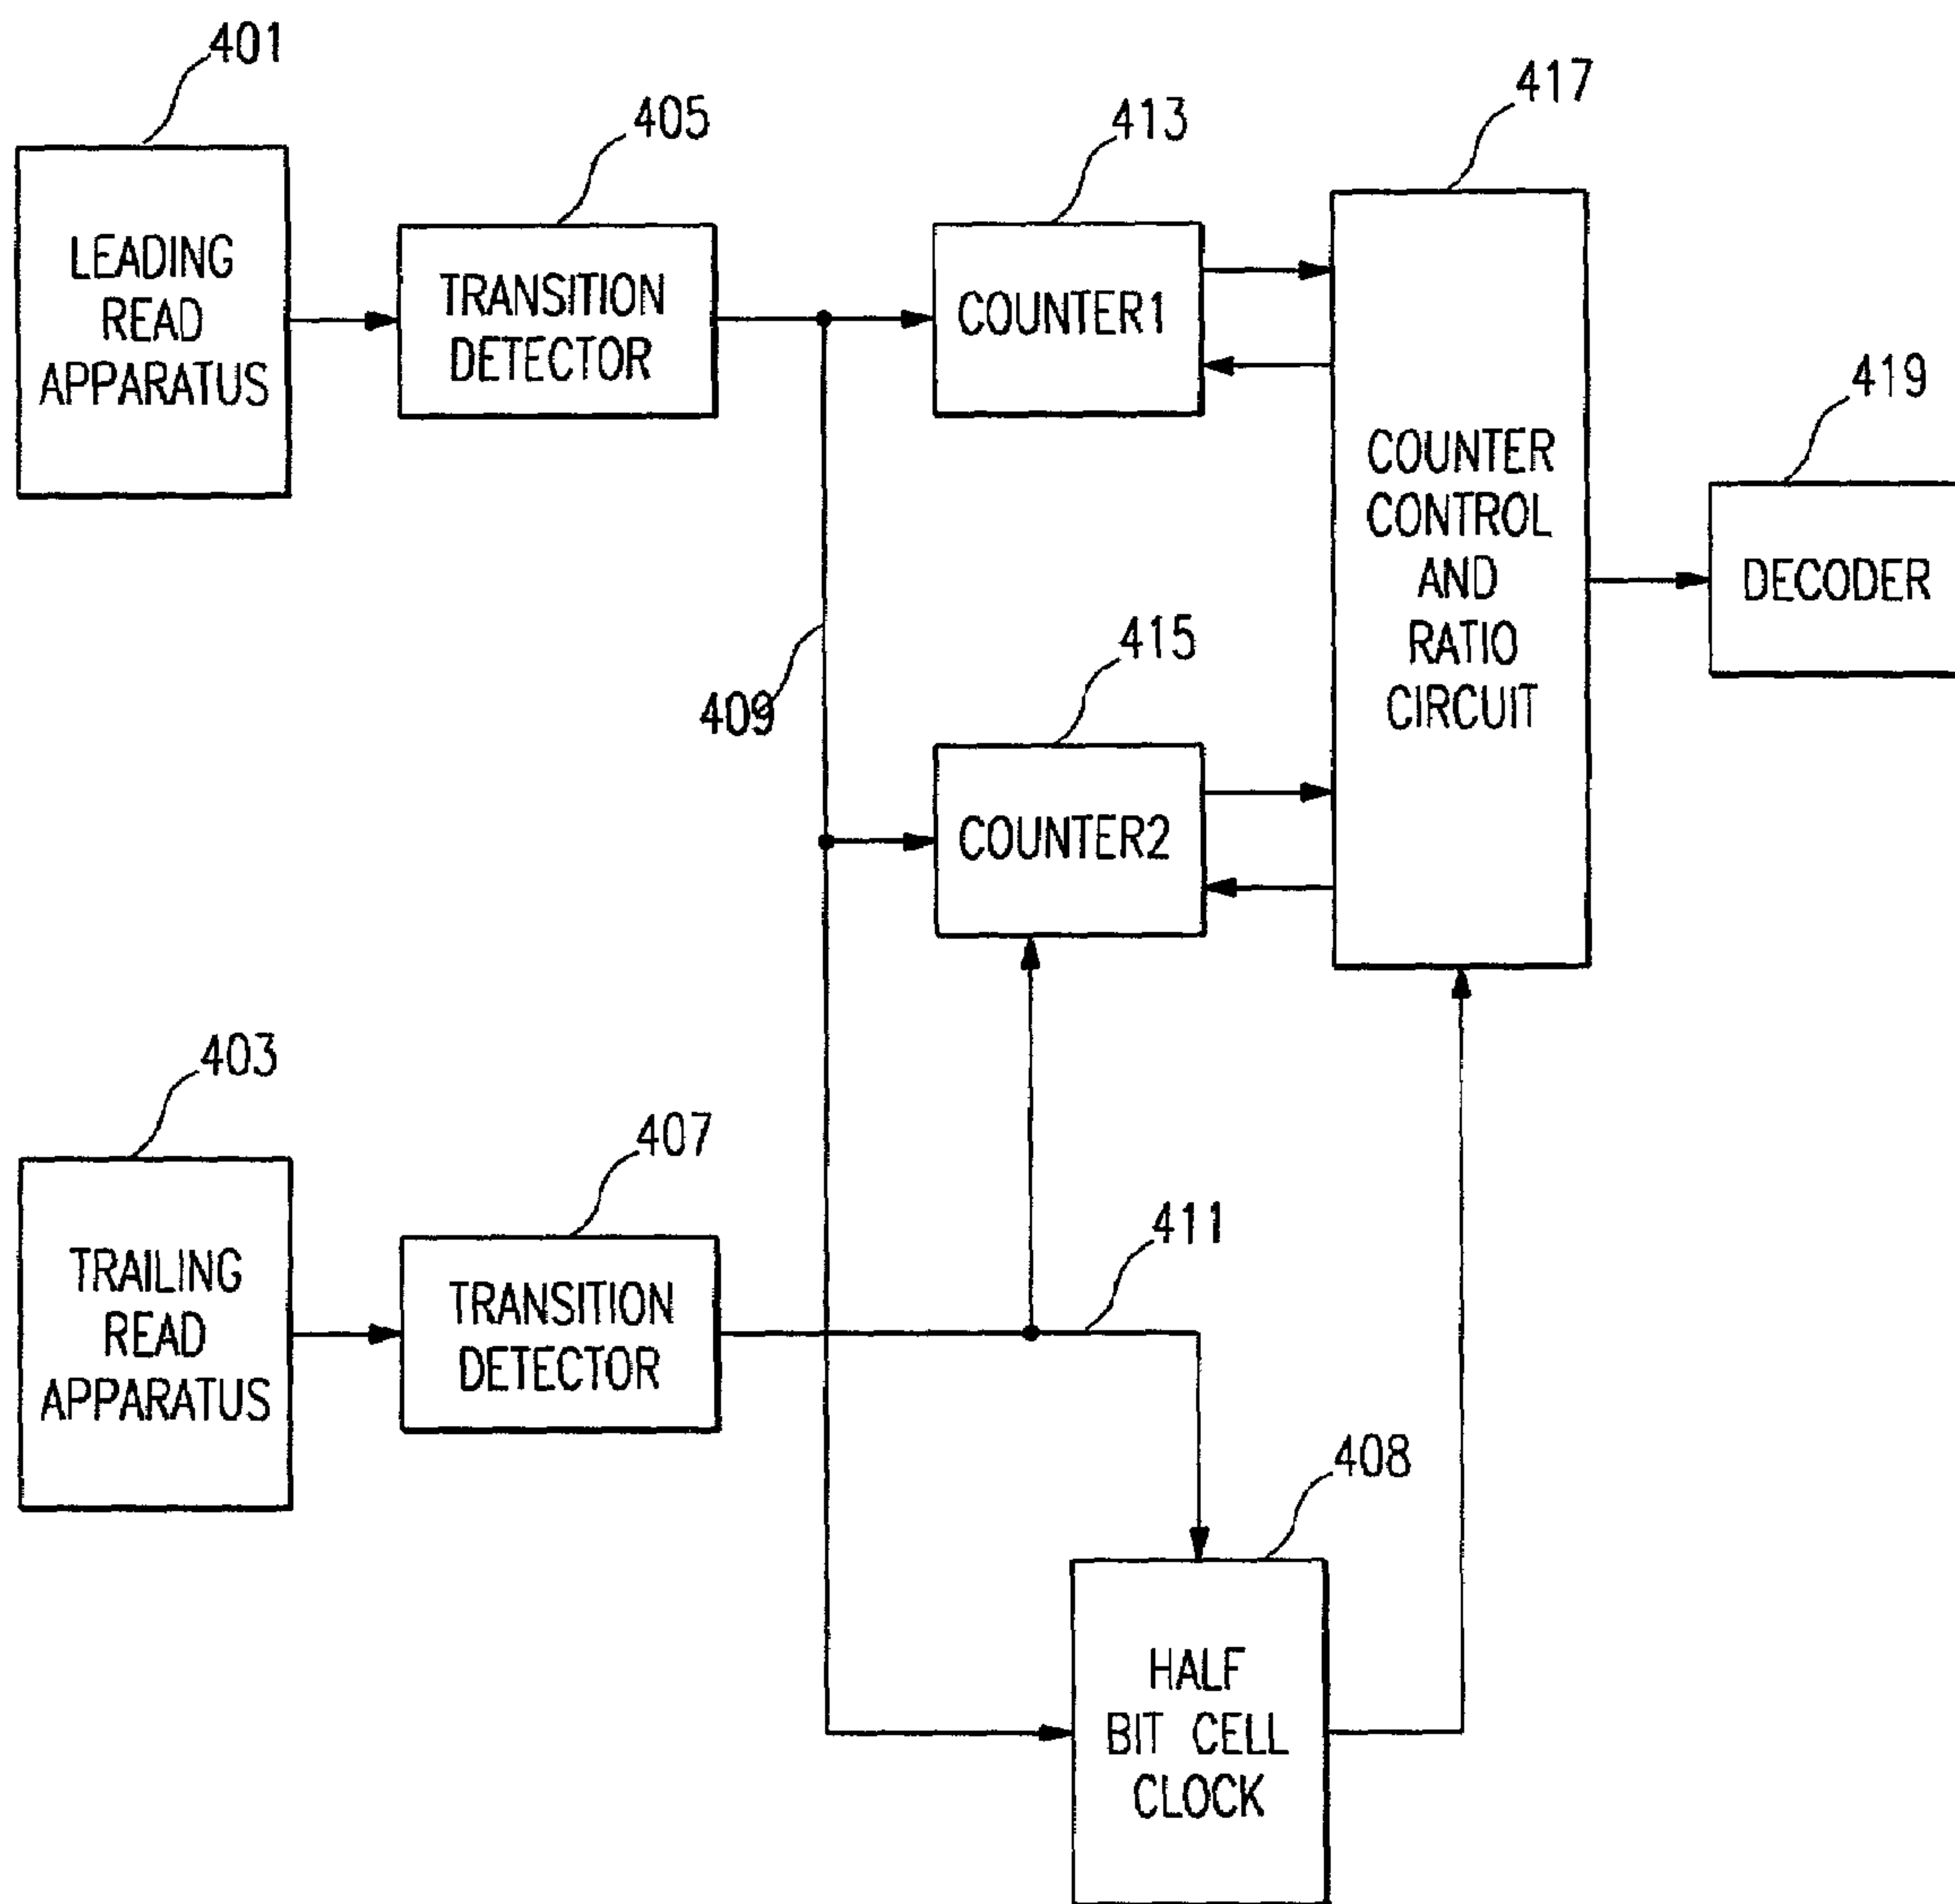 401
LEADING
READ
APPARATUS
405
TRANSITION
DETECTOR
413
COUNTER1
417
COUNTER
CONTROL
AND
RATIO
CIRCUIT
419
DECODER
409
415
COUNTER2
403
TRAILING
READ
APPARATUS
407
TRANSITION
DETECTOR
411
408
HALF
BIT CELL
CLOCK